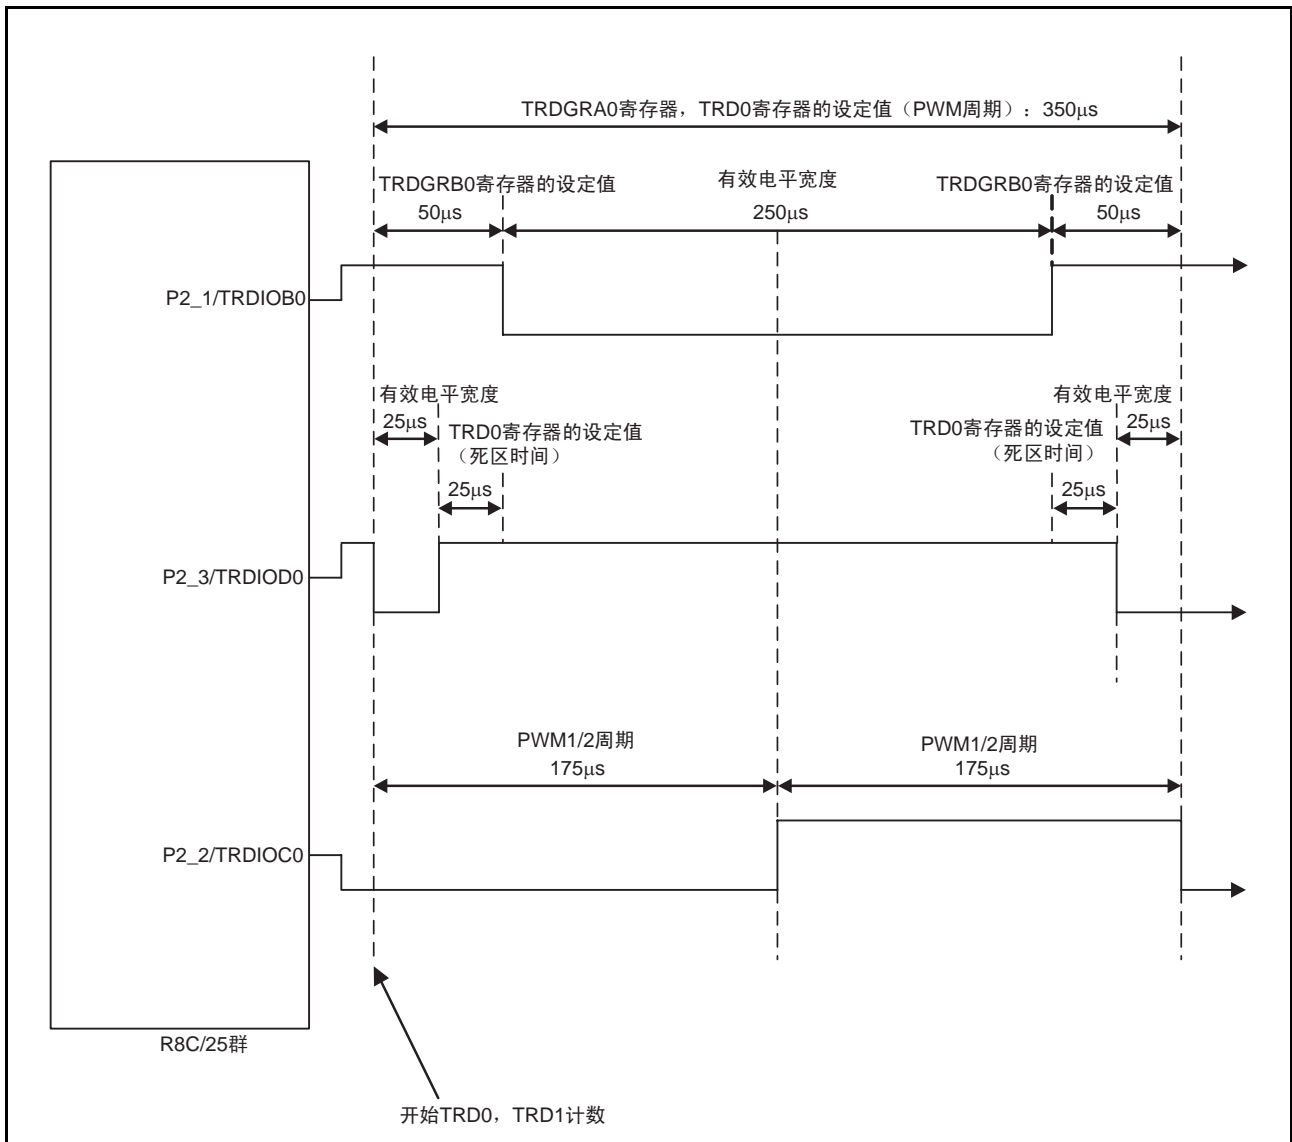 TRDGRA0寄存器，TRD0寄存器的设定值（PWM周期）：350μs
TRDGRB0寄存器的设定值
50μs
有效电平宽度
250μs
TRDGRB0寄存器的设定值
50μs
P2_1/TRDIOB0
有效电平宽度
25μs
TRD0寄存器的设定值
（死区时间）
25μs
有效电平宽度
25μs
TRD0寄存器的设定值
（死区时间）
25μs
P2_3/TRDIOD0
PWM1/2周期
175μs
PWM1/2周期
175μs
P2_2/TRDIOC0
R8C/25群
开始TRD0，TRD1计数